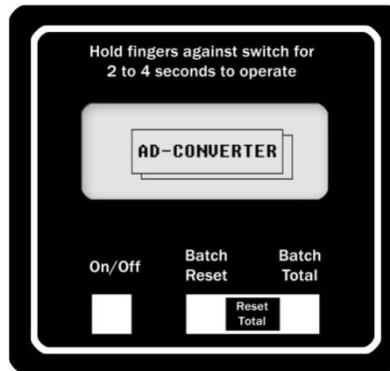 Hold fingers against switch for
2 to 4 seconds to operate
AD-CONVERTER
On/Off
Batch
Reset
Batch
Total
Reset
Total